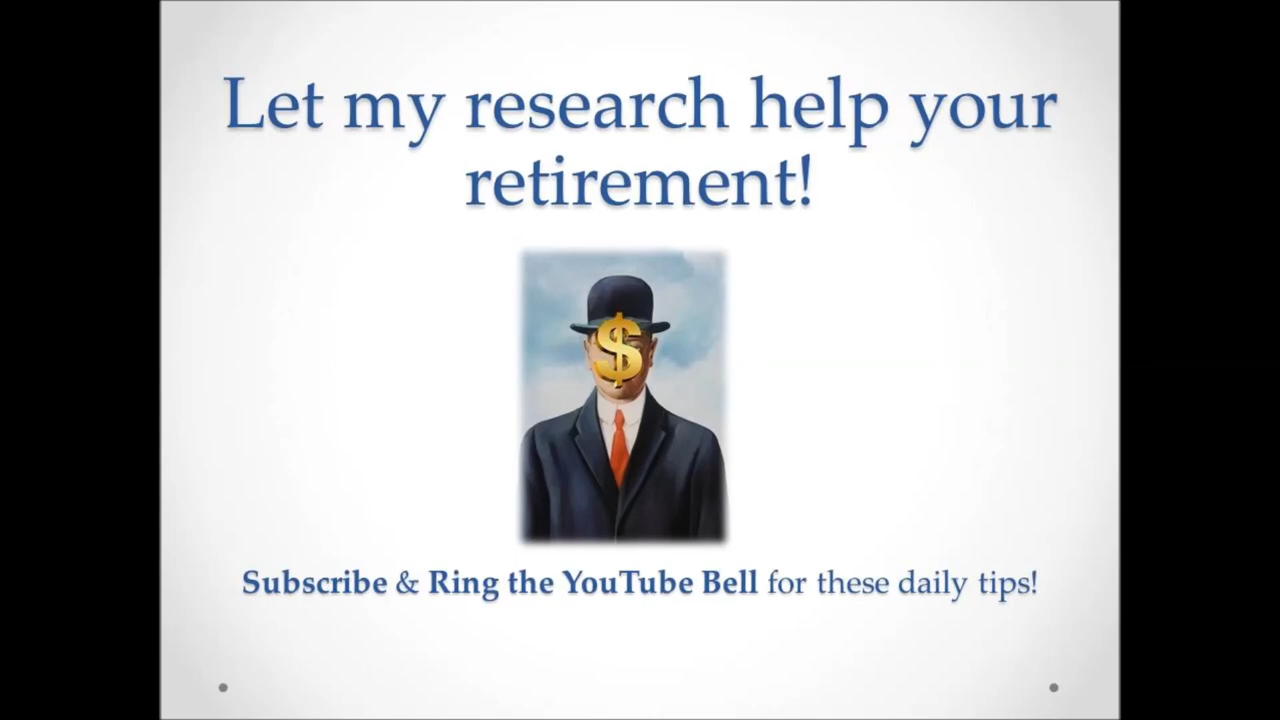 Let my research help your
retirement!
$
Subscribe & Ring the YouTube Bell for these daily tips!